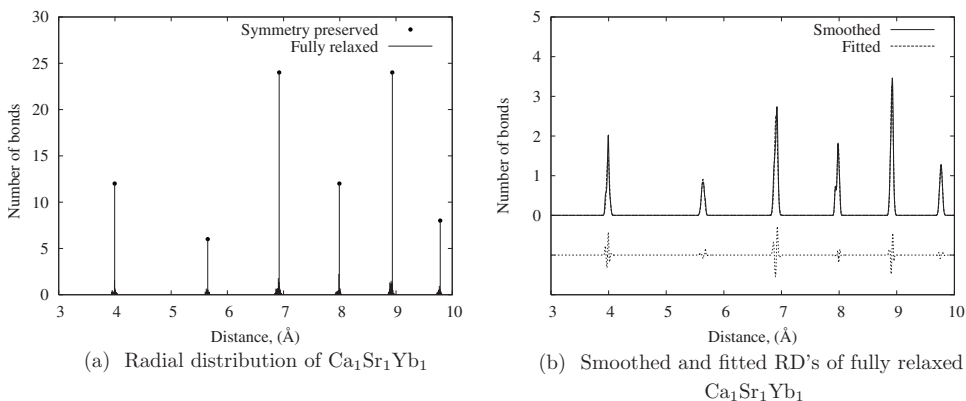 Number of bonds
30
25
20
15
10
5
0
Symmetry preserved
Fully relaxed
3 4 5 6 7 8 9 10
Distance, (Å)
(a) Radial distribution of Ca₁Sr₁Yb₁
Number of bonds
5
4
3
2
1
0
Smoothed
Fitted
3 4 5 6 7 8 9 10
Distance, (Å)
(b) Smoothed and fitted RD's of fully relaxed
Ca₁Sr₁Yb₁